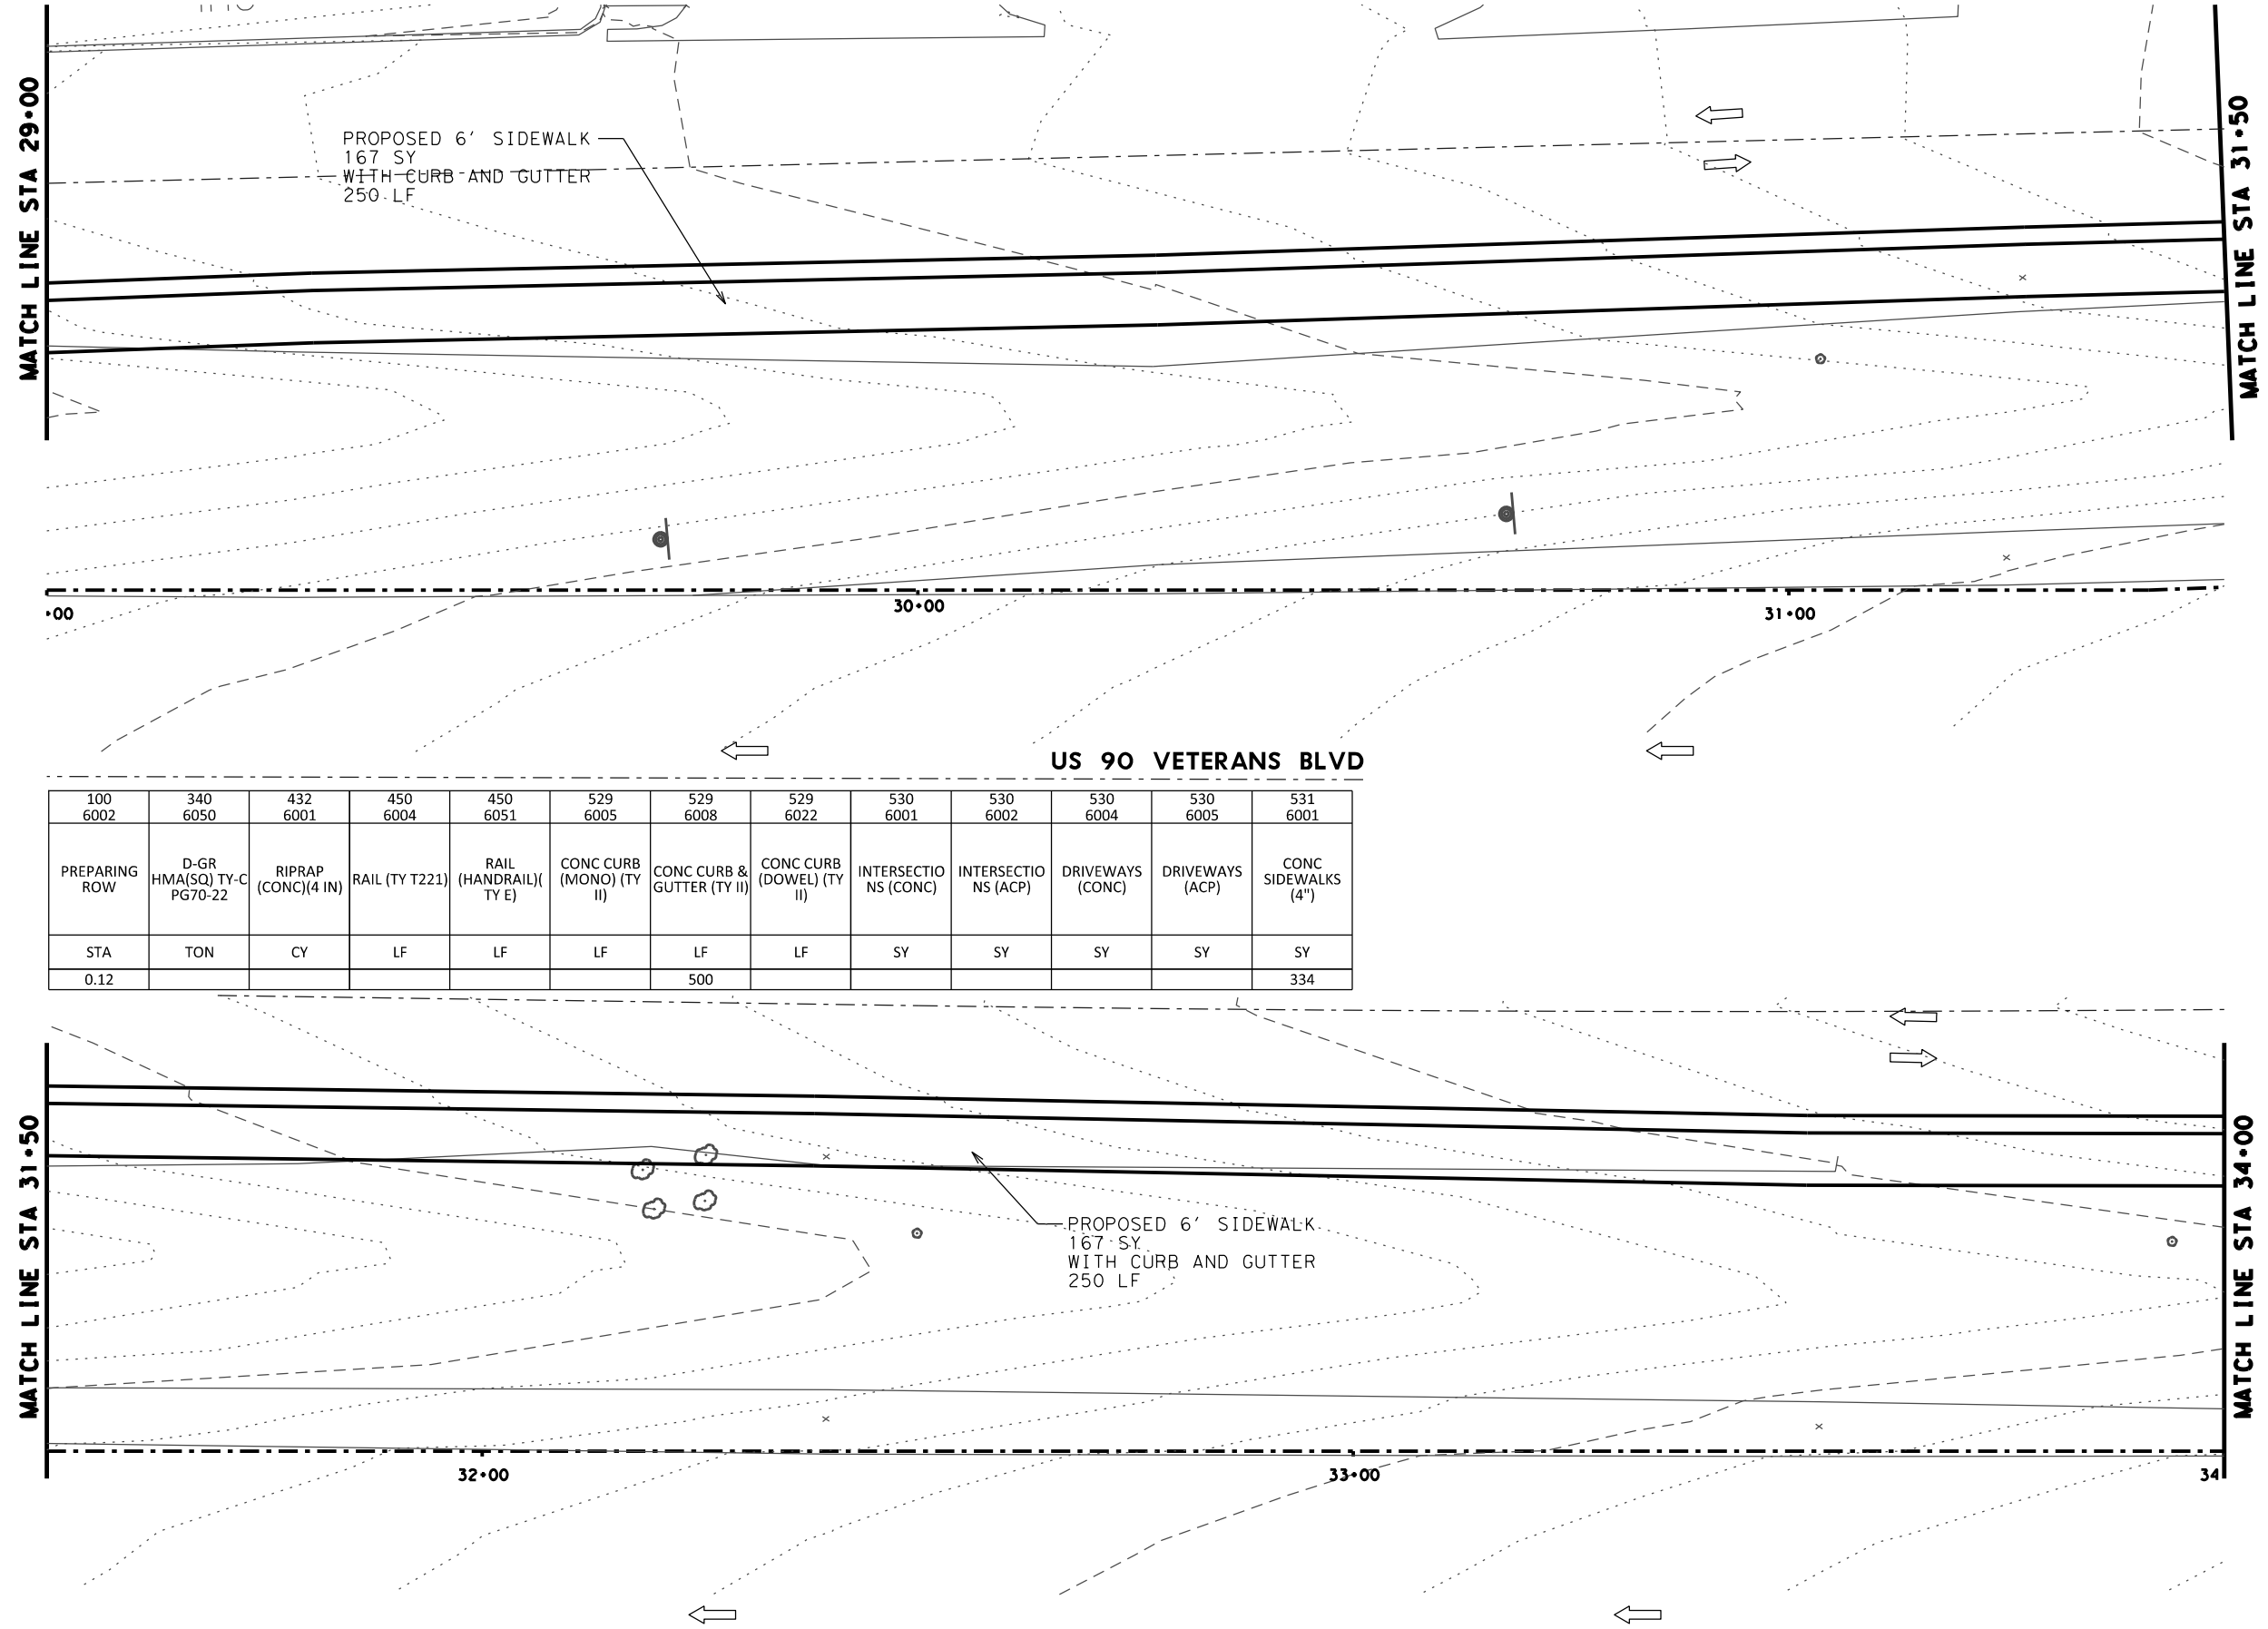 MATCH LINE STA 29+00
PROPOSED 6' SIDEWALK
167 SY
WITH CURB AND GUTTER
250 LF
MATCH LINE STA 31+50
+00
30+00
31+00
US 90 VETERANS BLVD
100 6002
340 6050
432 6001
450 6004
450 6051
529 6005
529 6008
529 6022
530 6001
530 6002
530 6004
530 6005
531 6001
PREPARING ROW
D-GR HMA(SQ) TY-C PG70-22
RIPRAP (CONC)(4 IN)
RAIL (TY T221)
RAIL (HANDRAIL)( TY E)
CONC CURB (MONO) (TY II)
CONC CURB & GUTTER (TY II)
CONC CURB (DOWEL) (TY II)
INTERSECTIO NS (CONC)
INTERSECTIO NS (ACP)
DRIVEWAYS (CONC)
DRIVEWAYS (ACP)
CONC SIDEWALKS (4")
STA TON CY LF LF LF LF LF SY SY SY SY SY
0.12 500 334
MATCH LINE STA 31+50
PROPOSED 6' SIDEWALK
167 SY
WITH CURB AND GUTTER
250 LF
MATCH LINE STA 34+00
32+00
33+00
34